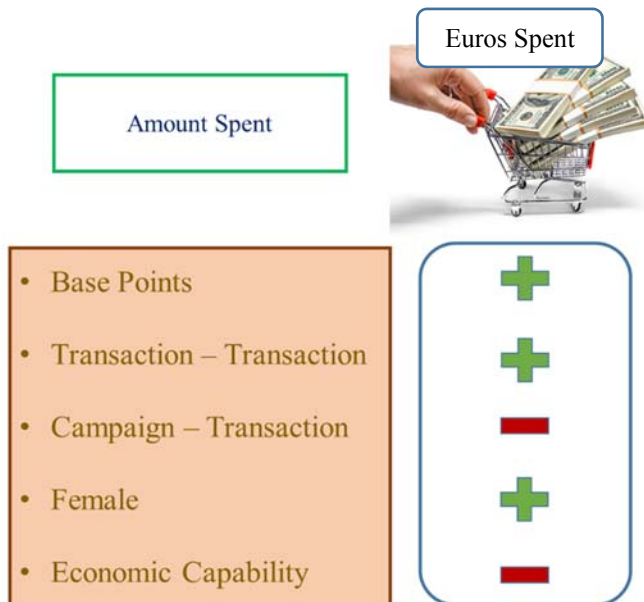 Euros Spent
Amount Spent
• Base Points
• Transaction – Transaction
• Campaign – Transaction
• Female
• Economic Capability